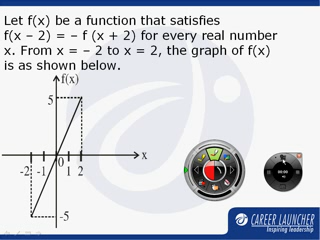 Let f(x) be a function that satisfies
f(x – 2) = – f (x + 2) for every real number
x. From x = – 2 to x = 2, the graph of f(x)
is as shown below.
f(x)
5
0
x
-2 -1 1 2
-5
CAREER LAUNCHER
Inspiring leadership